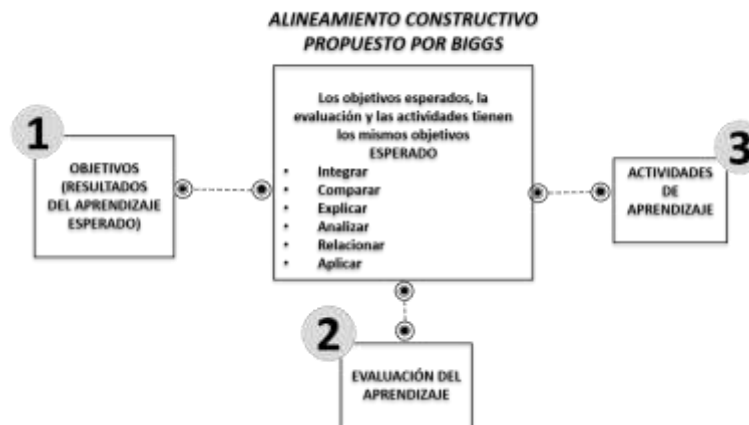 ALINEAMIENTO CONSTRUCTIVO
PROPUESTO POR BIGGS
Los objetivos esperados, la
evaluación y las actividades tienen
los mismos objetivos
ESPERADO
• Integrar
• Comparar
• Explicar
• Analizar
• Relacionar
• Aplicar
1
OBJETIVOS
(RESULTADOS
DEL APRENDIZAJE
ESPERADO)
2
EVALUACIÓN DEL
APRENDIZAJE
3
ACTIVIDADES
DE
APRENDIZAJE